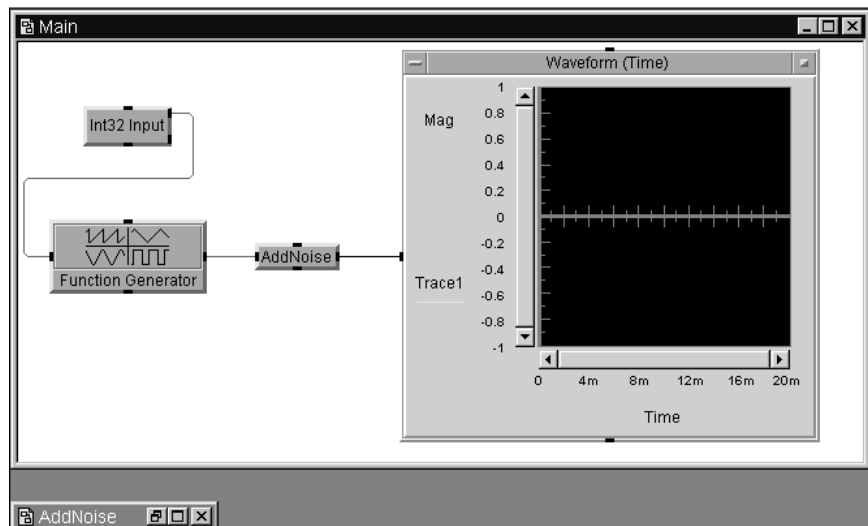 Main
Waveform (Time)
Int32 Input
Mag
1
0.8
0.6
0.4
0.2
0
-0.2
-0.4
-0.6
-0.8
-1
Function Generator
AddNoise
Trace1
0 4m 8m 12m 16m 20m
Time
AddNoise